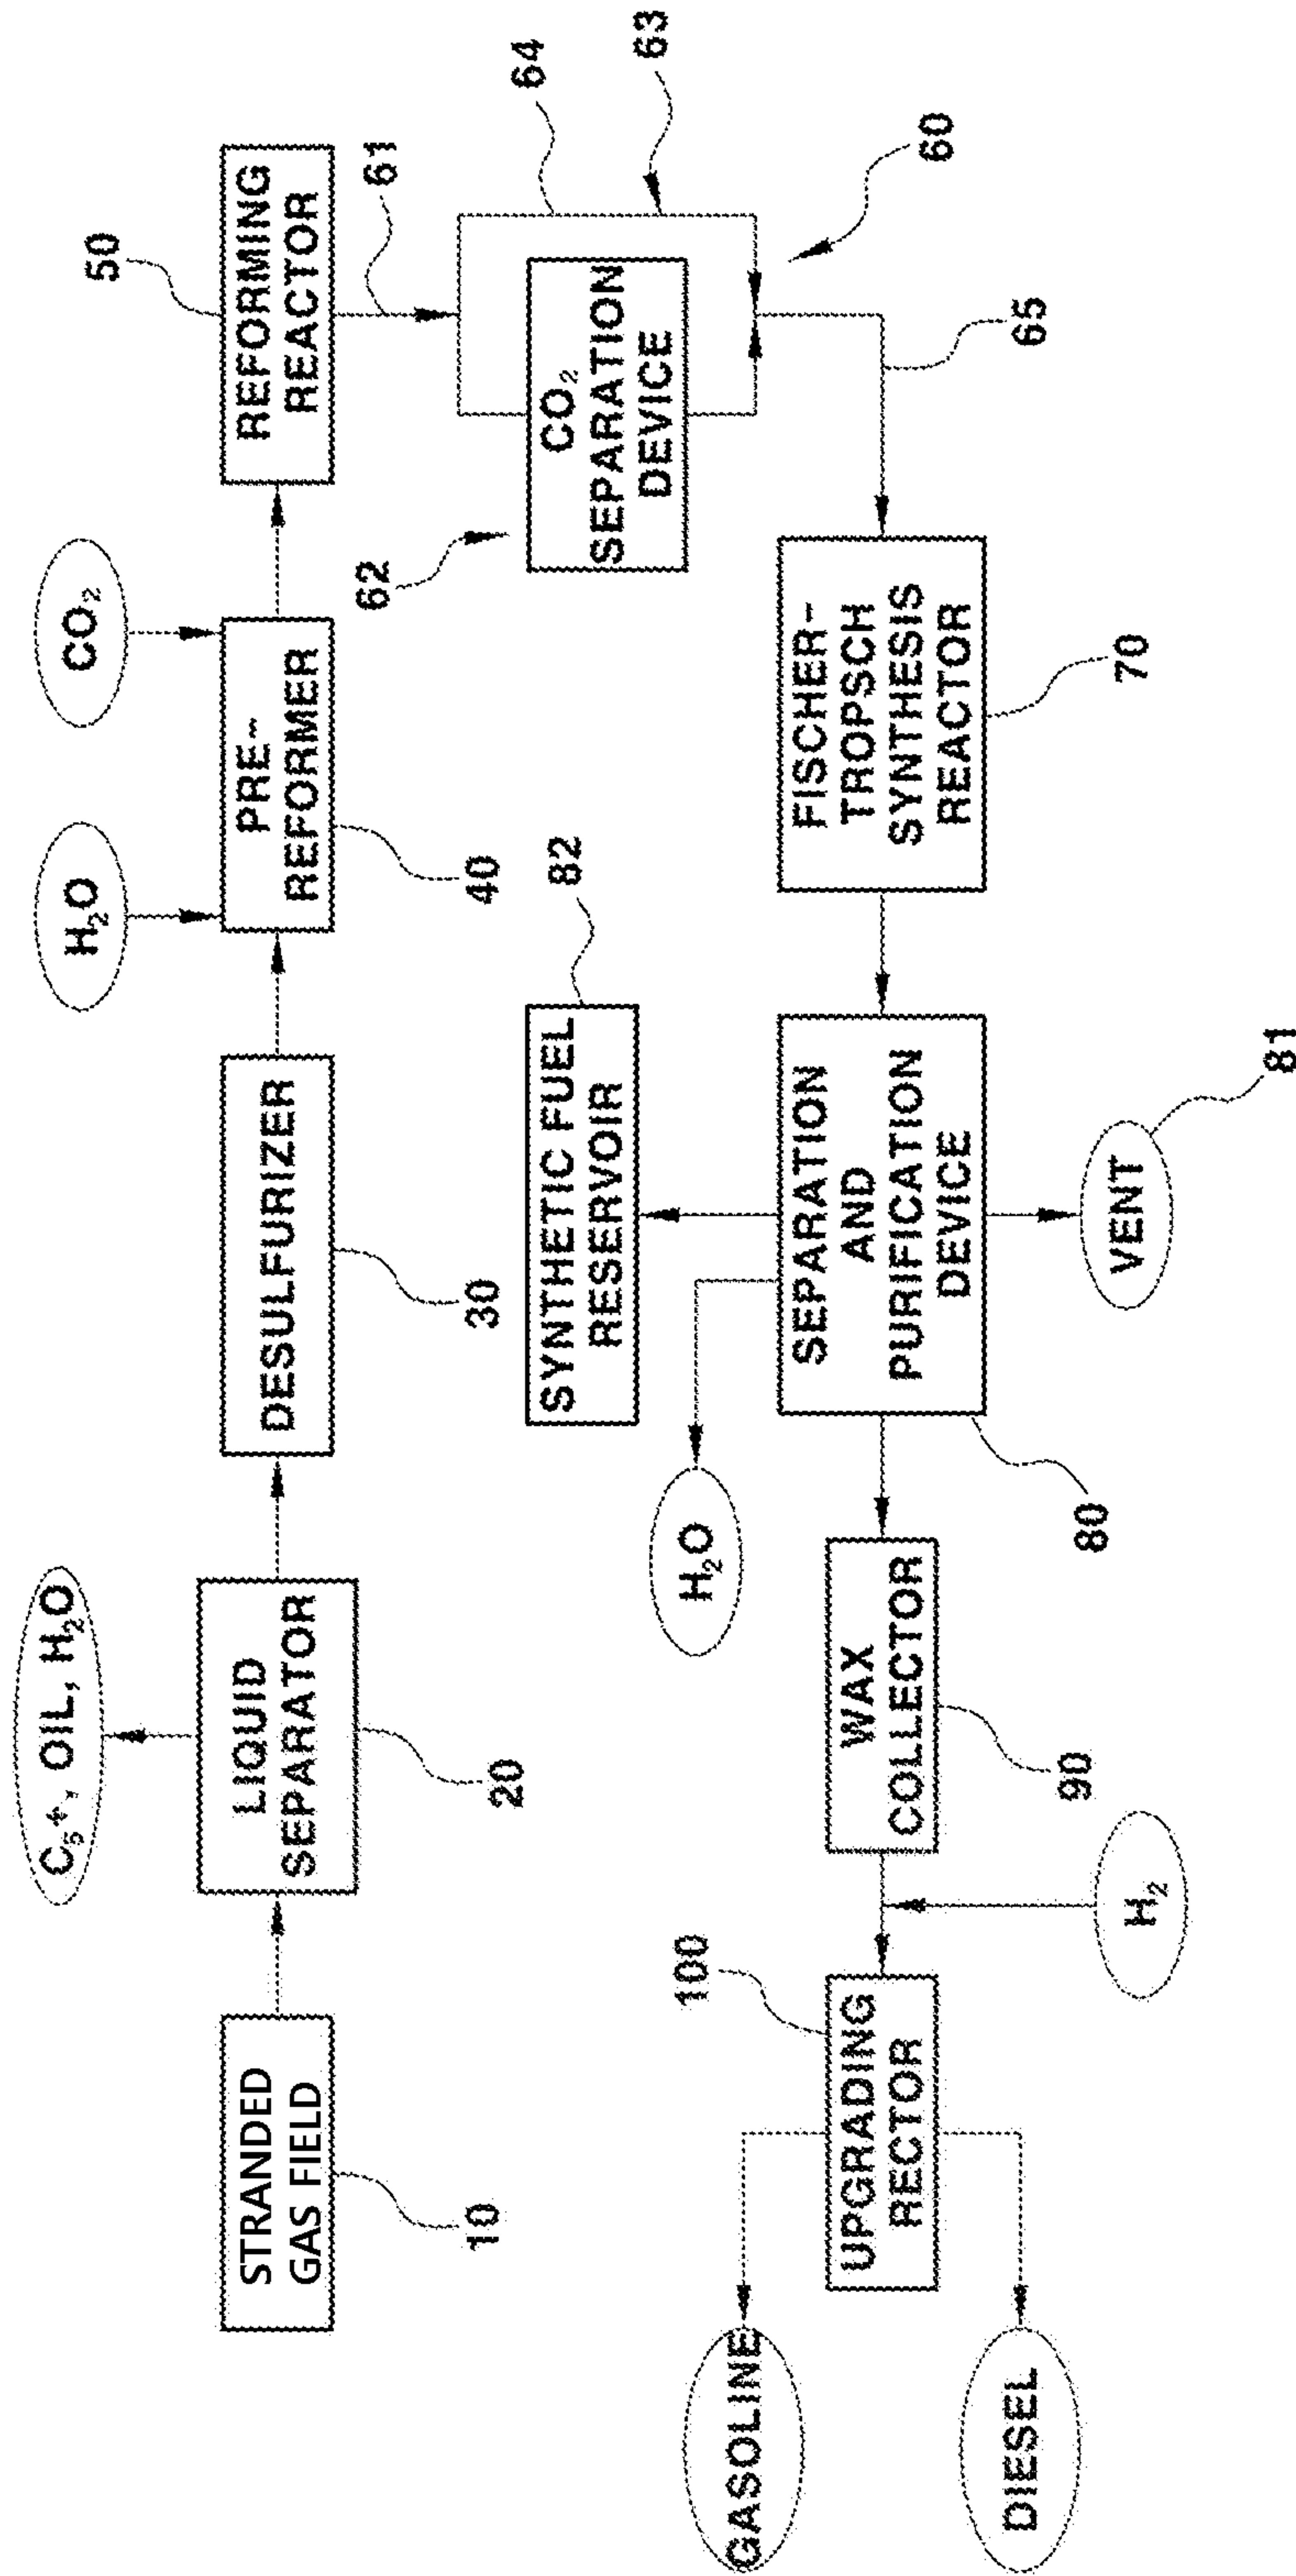 C₅+, OIL, H₂O
H₂O
CO₂
STRANDED
GAS FIELD
10
LIQUID
SEPARATOR
20
DESULFURIZER
30
PRE-
REFORMER
40
REFORMING
REACTOR
50
61
62
CO₂
SEPARATION
DEVICE
64
63
60
65
SYNTHETIC FUEL
RESERVOIR
82
H₂O
GASOLINE
DIESEL
UPGRADING
RECTOR
100
H₂
WAX
COLLECTOR
90
SEPARATION
AND
PURIFICATION
DEVICE
80
VENT
81
FISCHER-
TROPSCH
SYNTHESIS
REACTOR
70